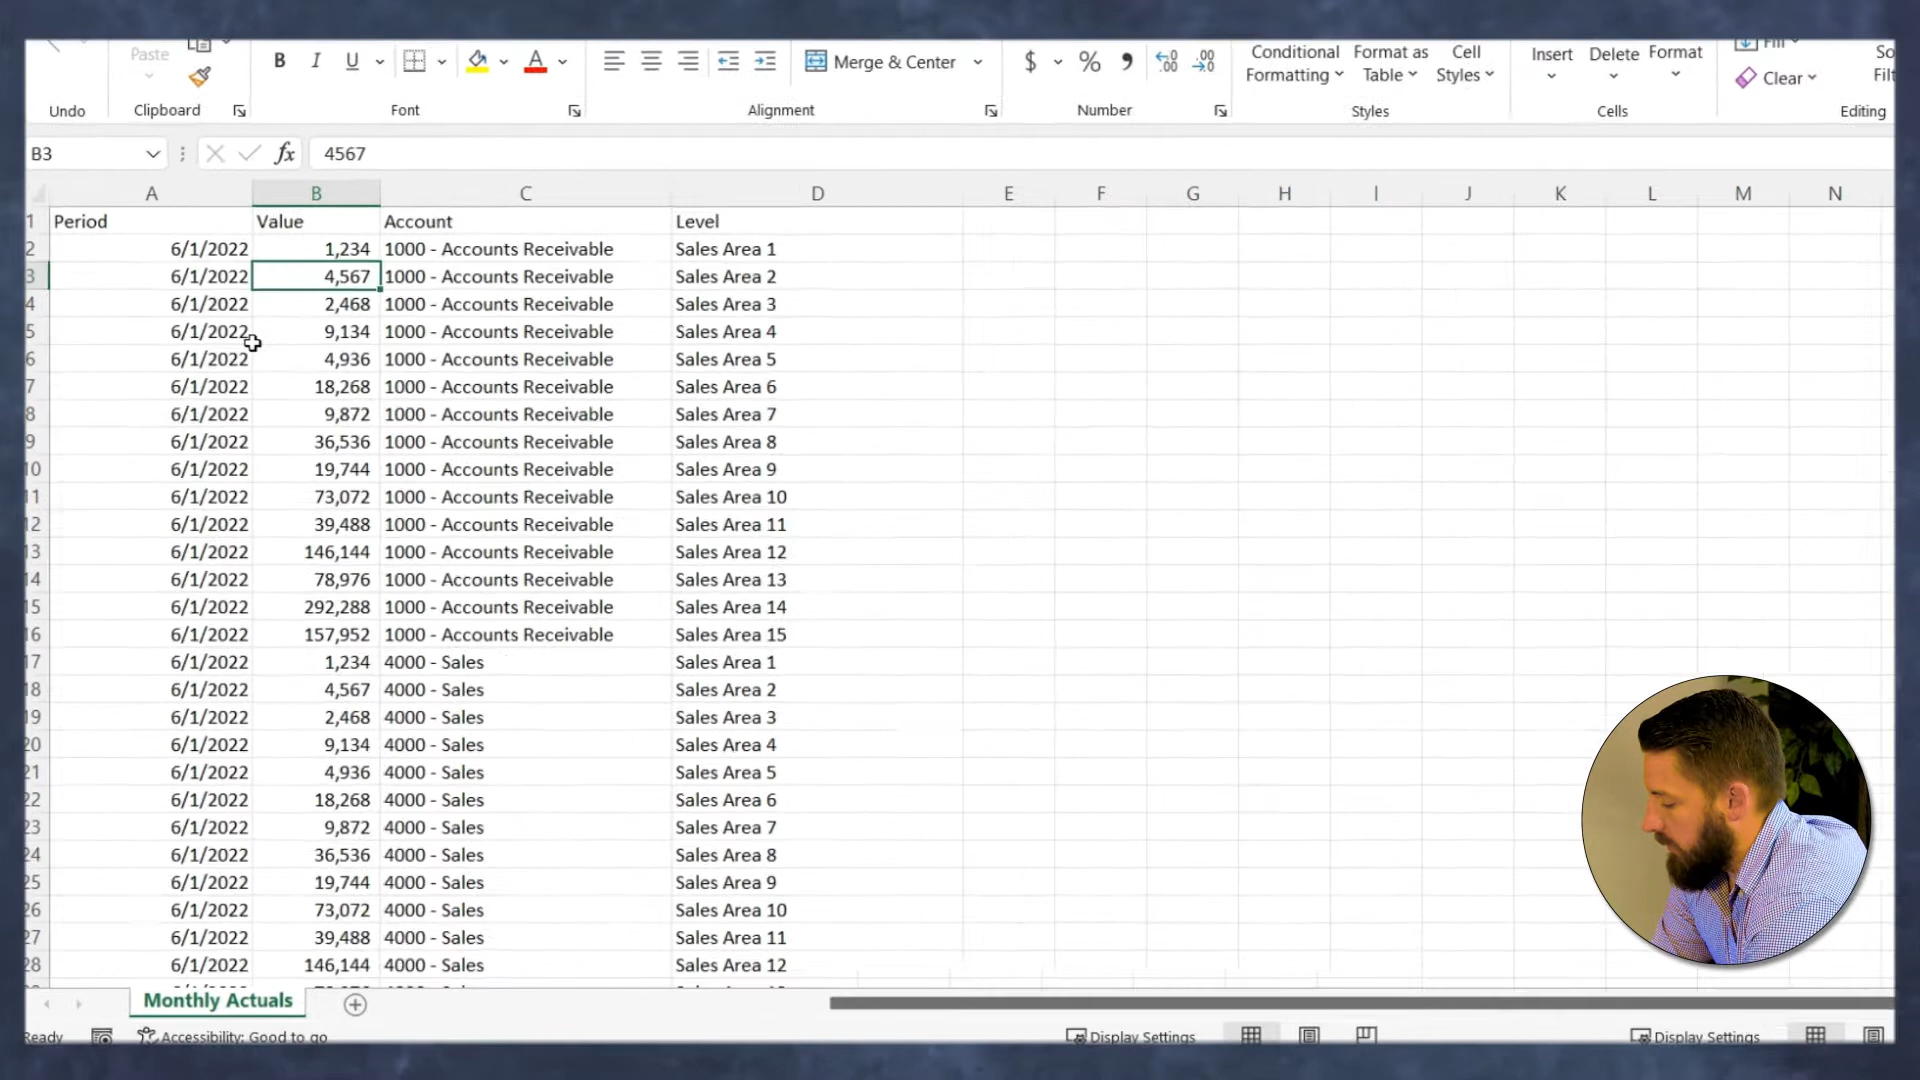 Paste
Merge & Center
$ % ,
Conditional Formatting
Format as Table
Cell Styles
Insert
Delete
Format
Fill
Clear
Undo
Clipboard
Font
Alignment
Number
Styles
Cells
Editing
B3
fx
4567
A B C D E F G H I J K L M N
1 Period Value Account Level
2 6/1/2022 1,234 1000 - Accounts Receivable Sales Area 1
3 6/1/2022 4,567 1000 - Accounts Receivable Sales Area 2
4 6/1/2022 2,468 1000 - Accounts Receivable Sales Area 3
5 6/1/2022 9,134 1000 - Accounts Receivable Sales Area 4
6 6/1/2022 4,936 1000 - Accounts Receivable Sales Area 5
7 6/1/2022 18,268 1000 - Accounts Receivable Sales Area 6
8 6/1/2022 9,872 1000 - Accounts Receivable Sales Area 7
9 6/1/2022 36,536 1000 - Accounts Receivable Sales Area 8
10 6/1/2022 19,744 1000 - Accounts Receivable Sales Area 9
11 6/1/2022 73,072 1000 - Accounts Receivable Sales Area 10
12 6/1/2022 39,488 1000 - Accounts Receivable Sales Area 11
13 6/1/2022 146,144 1000 - Accounts Receivable Sales Area 12
14 6/1/2022 78,976 1000 - Accounts Receivable Sales Area 13
15 6/1/2022 292,288 1000 - Accounts Receivable Sales Area 14
16 6/1/2022 157,952 1000 - Accounts Receivable Sales Area 15
17 6/1/2022 1,234 4000 - Sales Sales Area 1
18 6/1/2022 4,567 4000 - Sales Sales Area 2
19 6/1/2022 2,468 4000 - Sales Sales Area 3
20 6/1/2022 9,134 4000 - Sales Sales Area 4
21 6/1/2022 4,936 4000 - Sales Sales Area 5
22 6/1/2022 18,268 4000 - Sales Sales Area 6
23 6/1/2022 9,872 4000 - Sales Sales Area 7
24 6/1/2022 36,536 4000 - Sales Sales Area 8
25 6/1/2022 19,744 4000 - Sales Sales Area 9
26 6/1/2022 73,072 4000 - Sales Sales Area 10
27 6/1/2022 39,488 4000 - Sales Sales Area 11
28 6/1/2022 146,144 4000 - Sales Sales Area 12
Monthly Actuals
Ready
Accessibility: Good to go
Display Settings
Display Settings